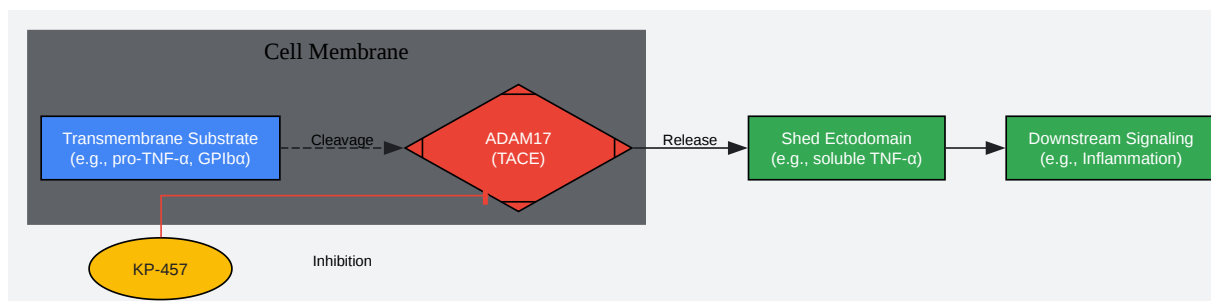 Cell Membrane
Transmembrane Substrate
(e.g., pro-TNF-α, GPIbα)
Cleavage
ADAM17
(TACE)
Release
Shed Ectodomain
(e.g., soluble TNF-α)
Downstream Signaling
(e.g., Inflammation)
KP-457
Inhibition